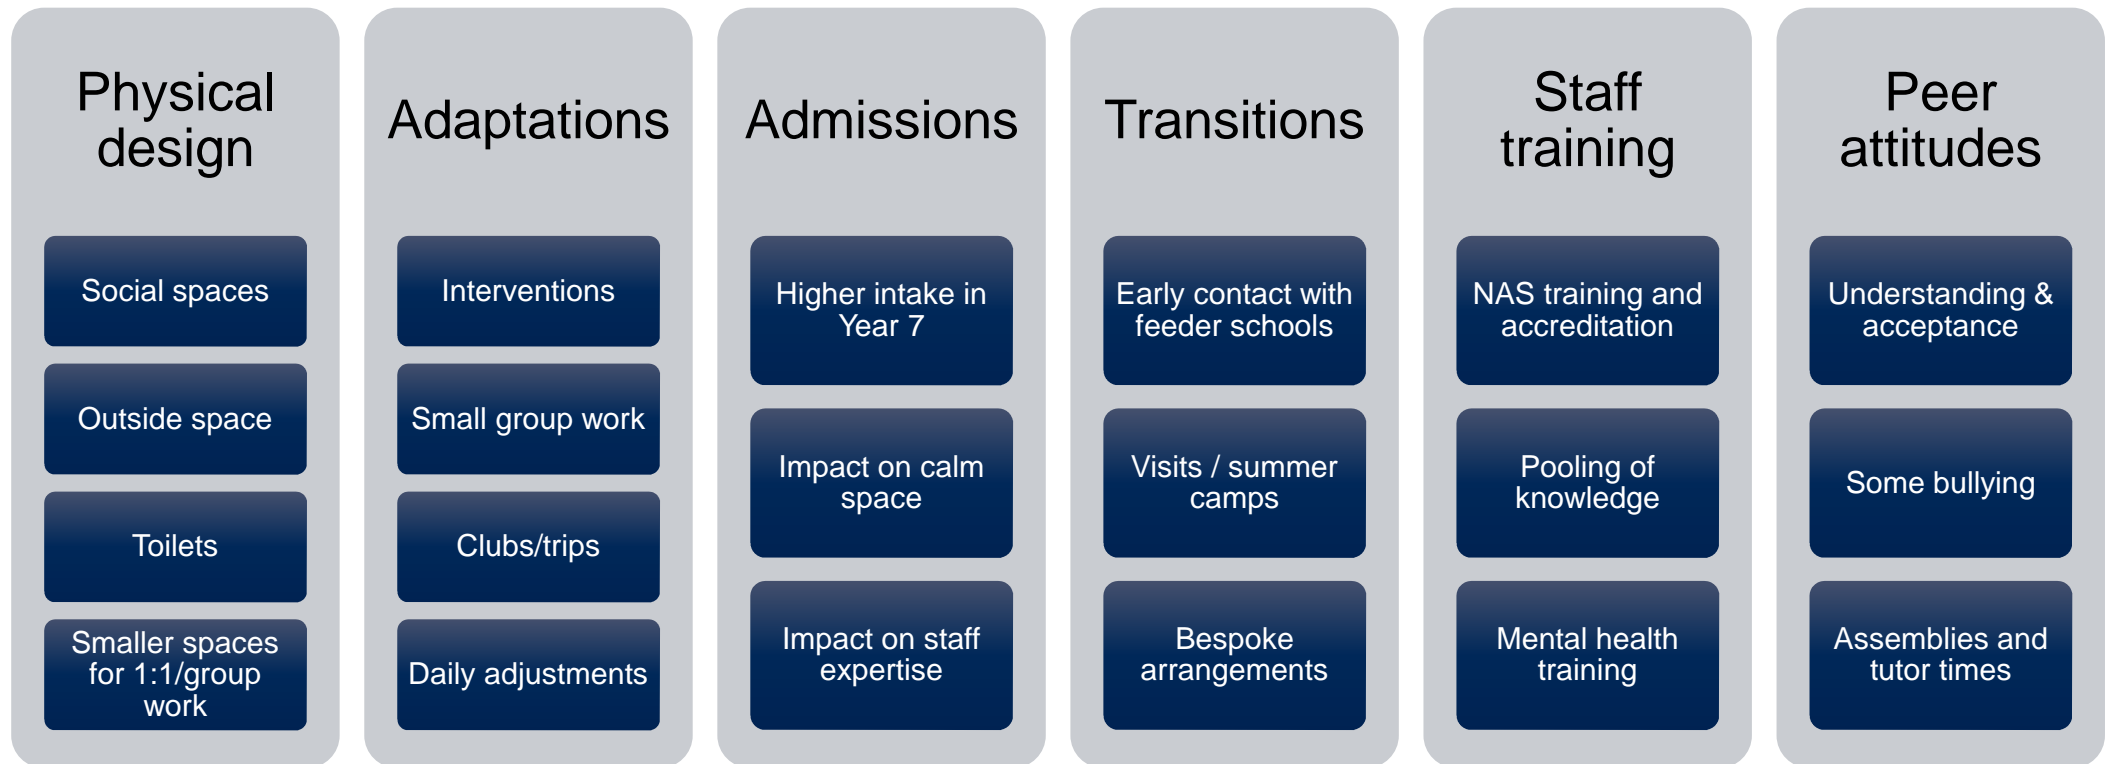 Physical
design
Social spaces
Outside space
Toilets
Smaller spaces
for 1:1/group
work
Adaptations
Interventions
Small group work
Clubs/trips
Daily adjustments
Admissions
Higher intake in
Year 7
Impact on calm
space
Impact on staff
expertise
Transitions
Early contact with
feeder schools
Visits / summer
camps
Bespoke
arrangements
Staff
training
NAS training and
accreditation
Pooling of
knowledge
Mental health
training
Peer
attitudes
Understanding &
acceptance
Some bullying
Assemblies and
tutor times